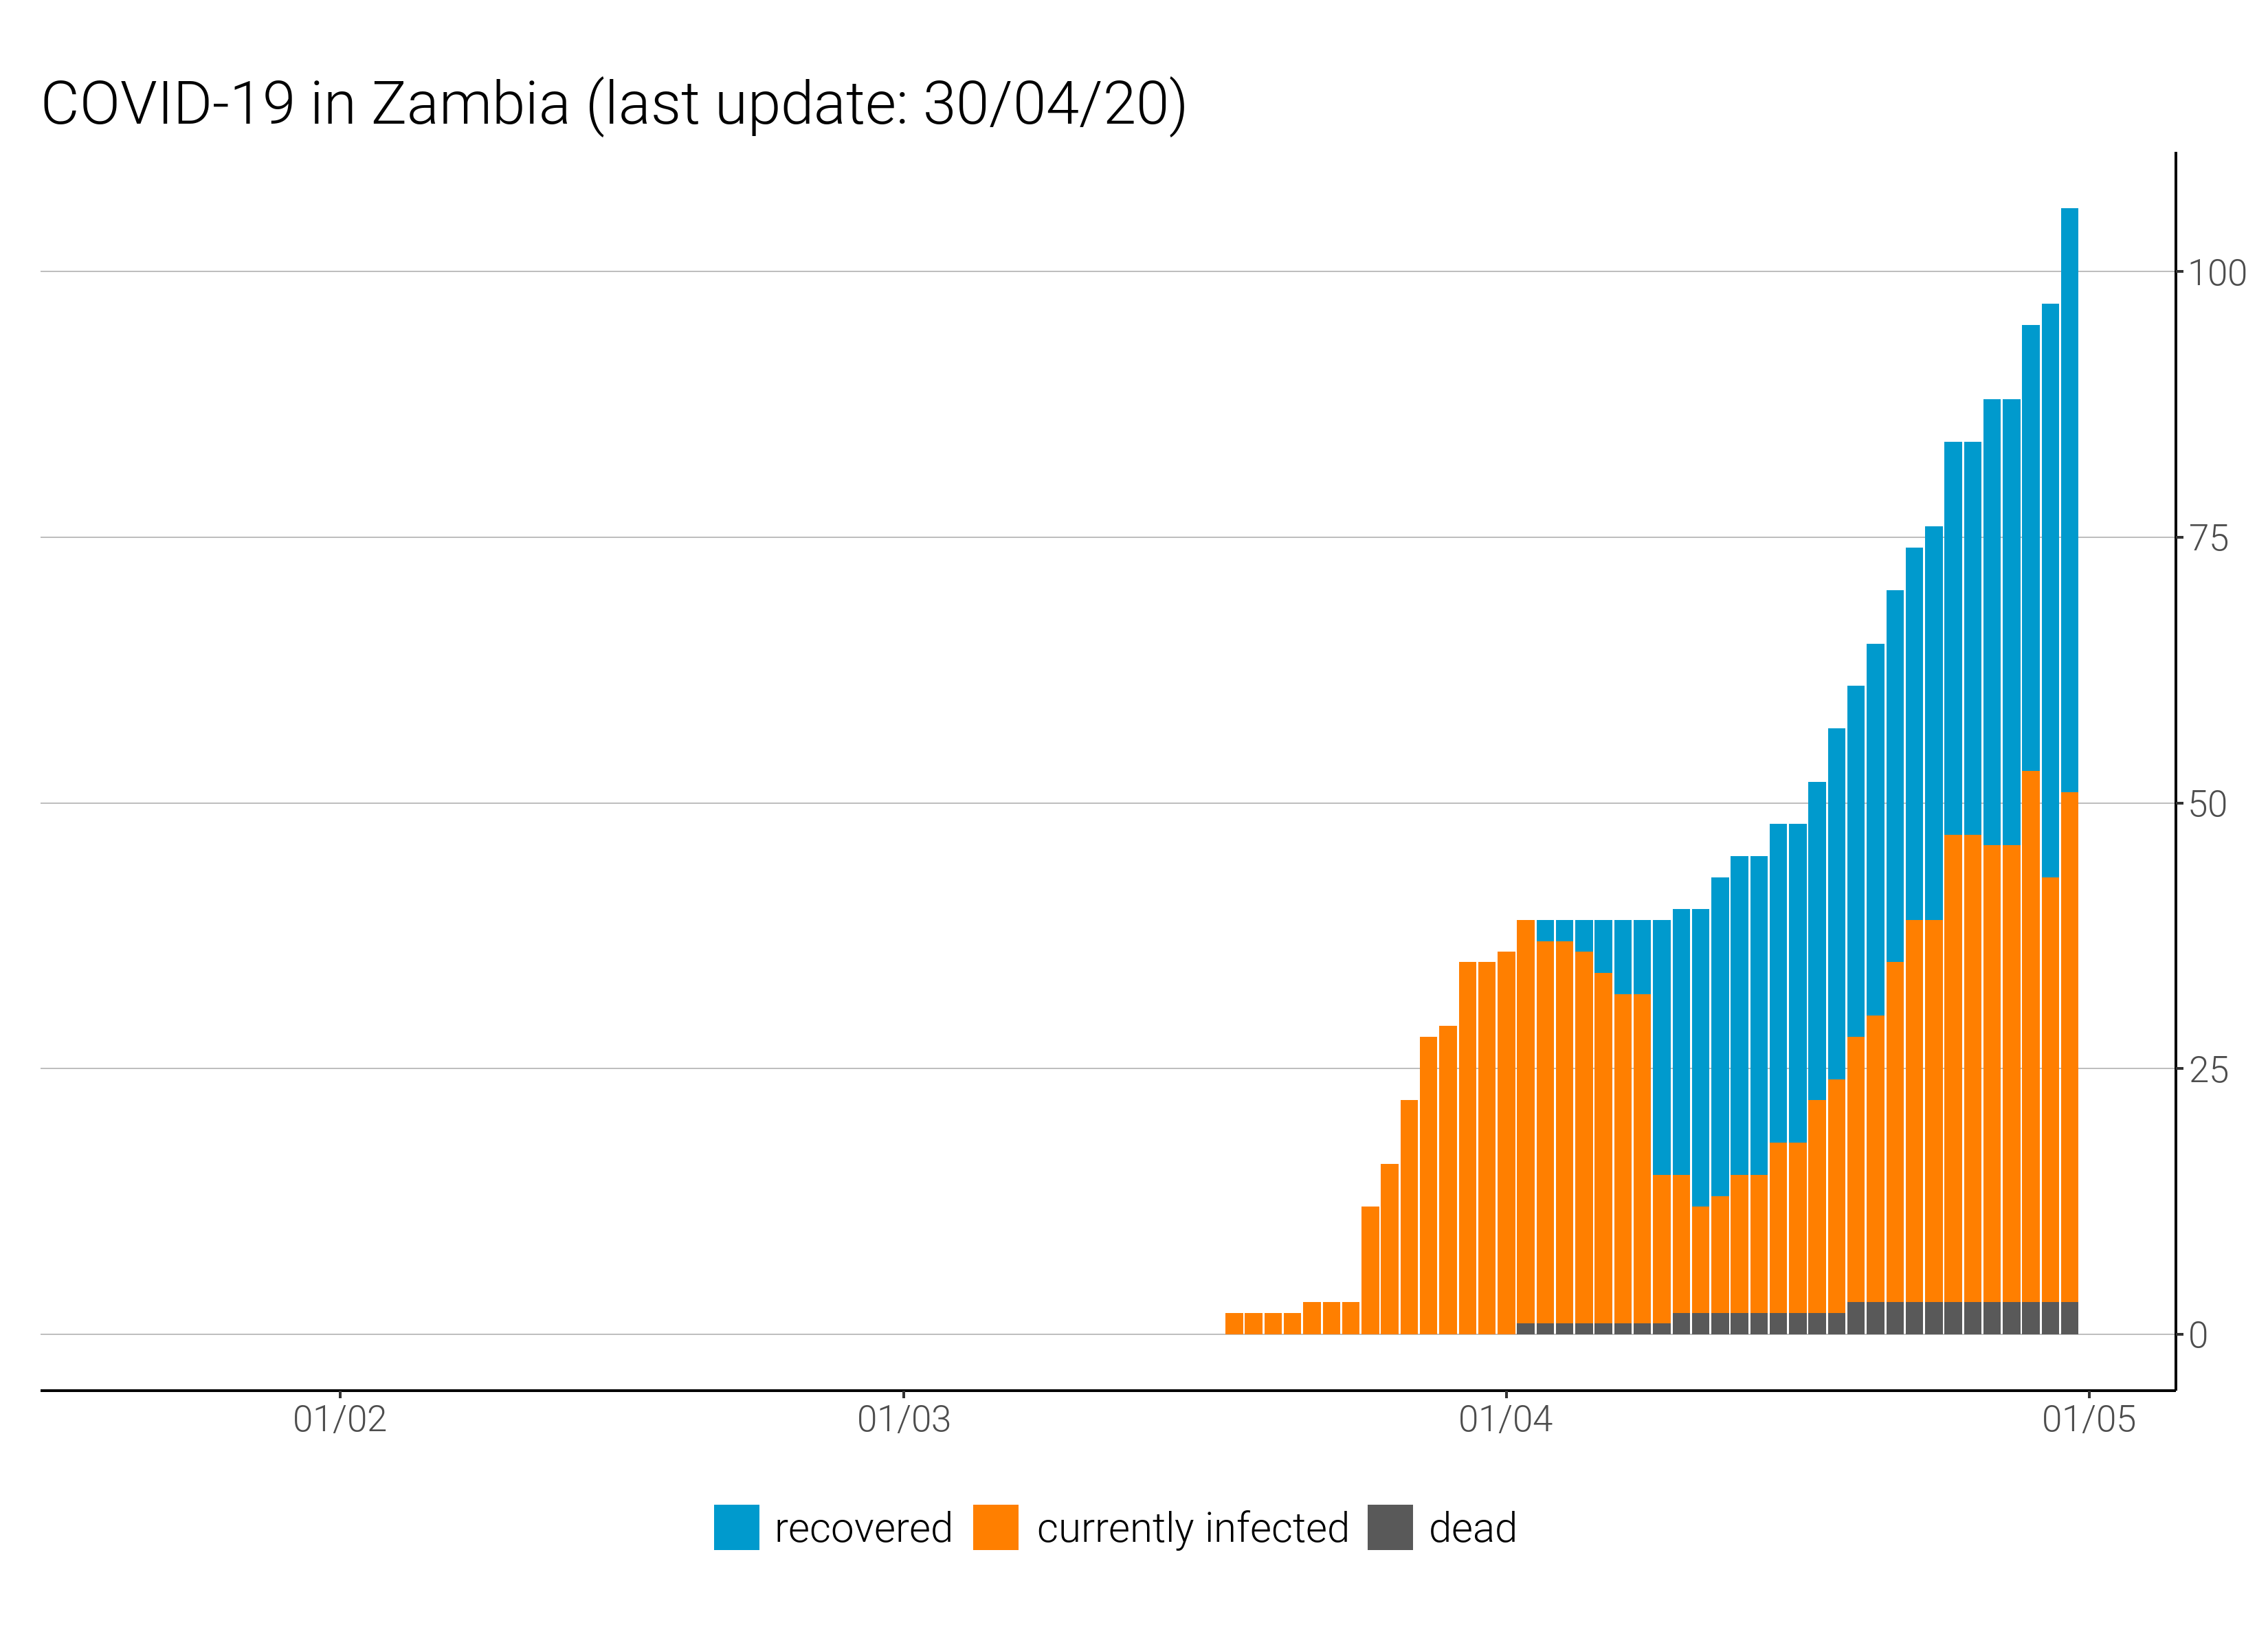 COVID-19 in Zambia (last update: 30/04/20)
100
75
50
25
0
01/02 01/03 01/04 01/05
recovered currently infected dead